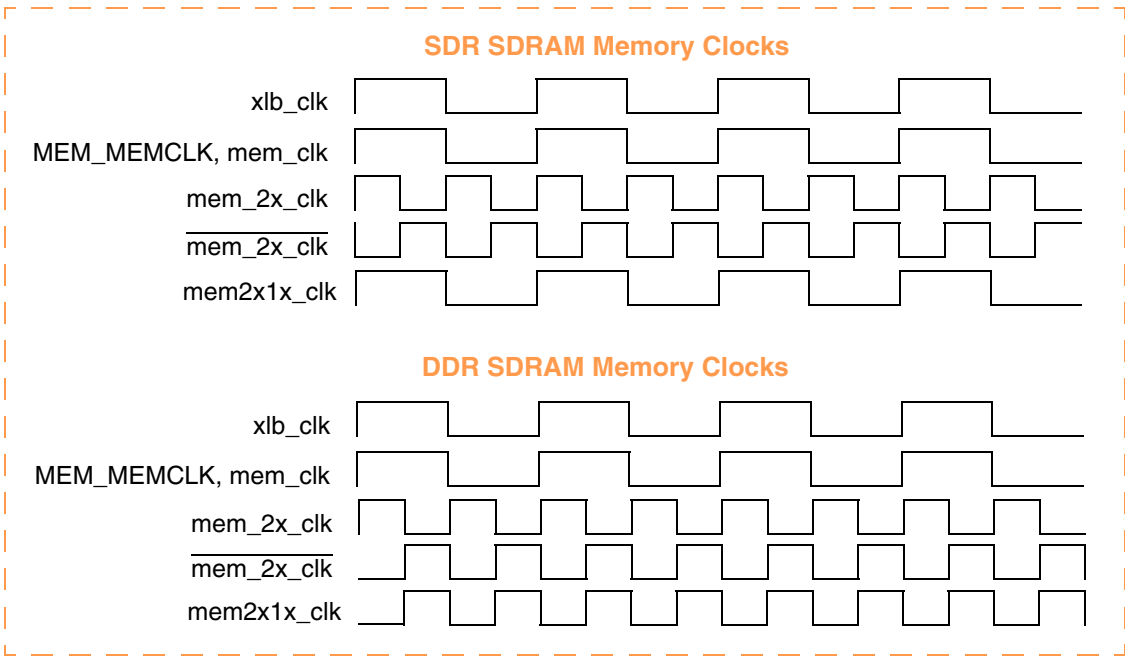 SDR SDRAM Memory Clocks
xlb_clk
MEM_MEMCLK, mem_clk
mem_2x_clk
mem_2x_clk
mem2x1x_clk
DDR SDRAM Memory Clocks
xlb_clk
MEM_MEMCLK, mem_clk
mem_2x_clk
mem_2x_clk
mem2x1x_clk